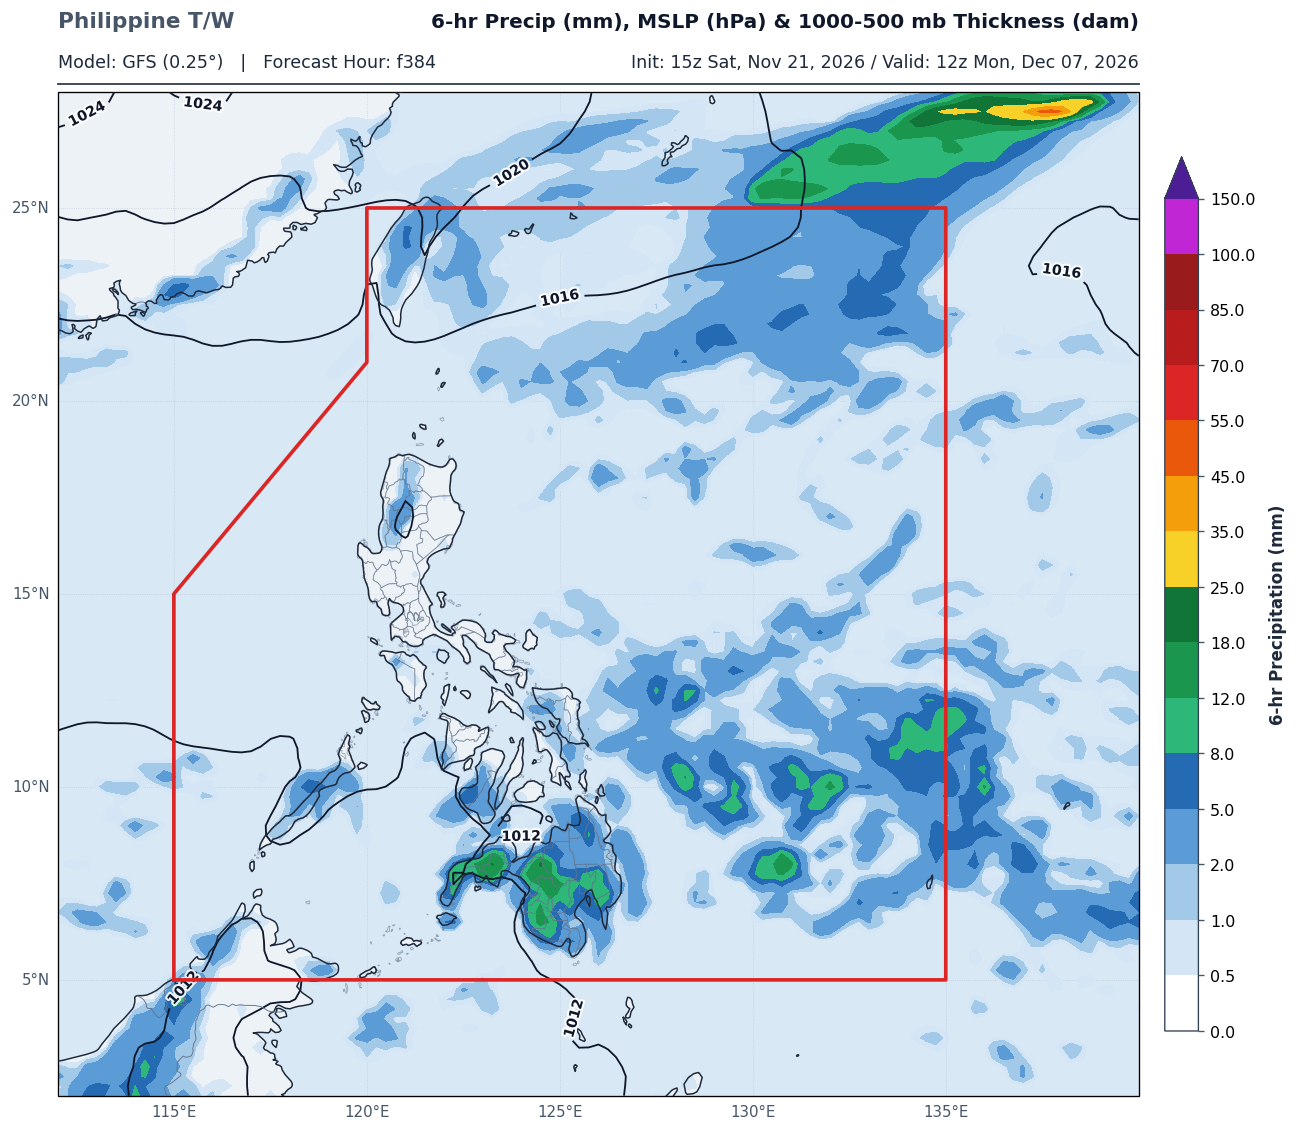 Philippine T/W
6-hr Precip (mm), MSLP (hPa) & 1000-500 mb Thickness (dam)
Model: GFS (0.25°) | Forecast Hour: f384
Init: 15z Sat, Nov 21, 2026 / Valid: 12z Mon, Dec 07, 2026
1024
1024
1020
1016
1016
1012
1012
1012
25°N
20°N
15°N
10°N
5°N
115°E
120°E
125°E
130°E
135°E
150.0
100.0
85.0
70.0
55.0
45.0
35.0
25.0
18.0
12.0
8.0
5.0
2.0
1.0
0.5
0.0
6-hr Precipitation (mm)